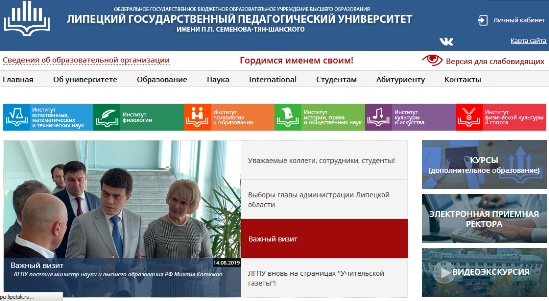 ФЕДЕРАЛЬНОЕ ГОСУДАРСТВЕННОЕ БЮДЖЕТНОЕ ОБРАЗОВАТЕЛЬНОЕ УЧРЕЖДЕНИЕ ВЫСШЕГО ОБРАЗОВАНИЯ
ЛИПЕЦКИЙ ГОСУДАРСТВЕННЫЙ ПЕДАГОГИЧЕСКИЙ УНИВЕРСИТЕТ
ИМЕНИ П.П. СЕМЕНОВА-ТЯН-ШАНСКОГО
Личный кабинет
Карта сайта
Сведения об образовательной организации
Гордимся именем своим!
Версия для слабовидящих
Главная
Об университете
Образование
Наука
International
Студентам
Абитуриенту
Контакты
Институт
естественных,
математических
и технических наук
Институт
филологии
Институт
психологии
и образования
Институт
истории, права
и общественных наук
Институт
культуры
и искусства
Институт
физической культуры
и спорта
Уважаемые коллеги, сотрудники, студенты!
Выборы главы администрации Липецкой
области
Важный визит
ЛГПУ вновь на страницах "Учительской
газеты"!
14.08.2019
Важный визит
ЛГПУ посетил министр науки и высшего образования РФ Михаил Котюков
КУРСЫ
(дополнительное образование)
ЭЛЕКТРОННАЯ ПРИЕМНАЯ
РЕКТОРА
ВИДЕОЭКСКУРСИЯ
pu-lipetsk.ru...